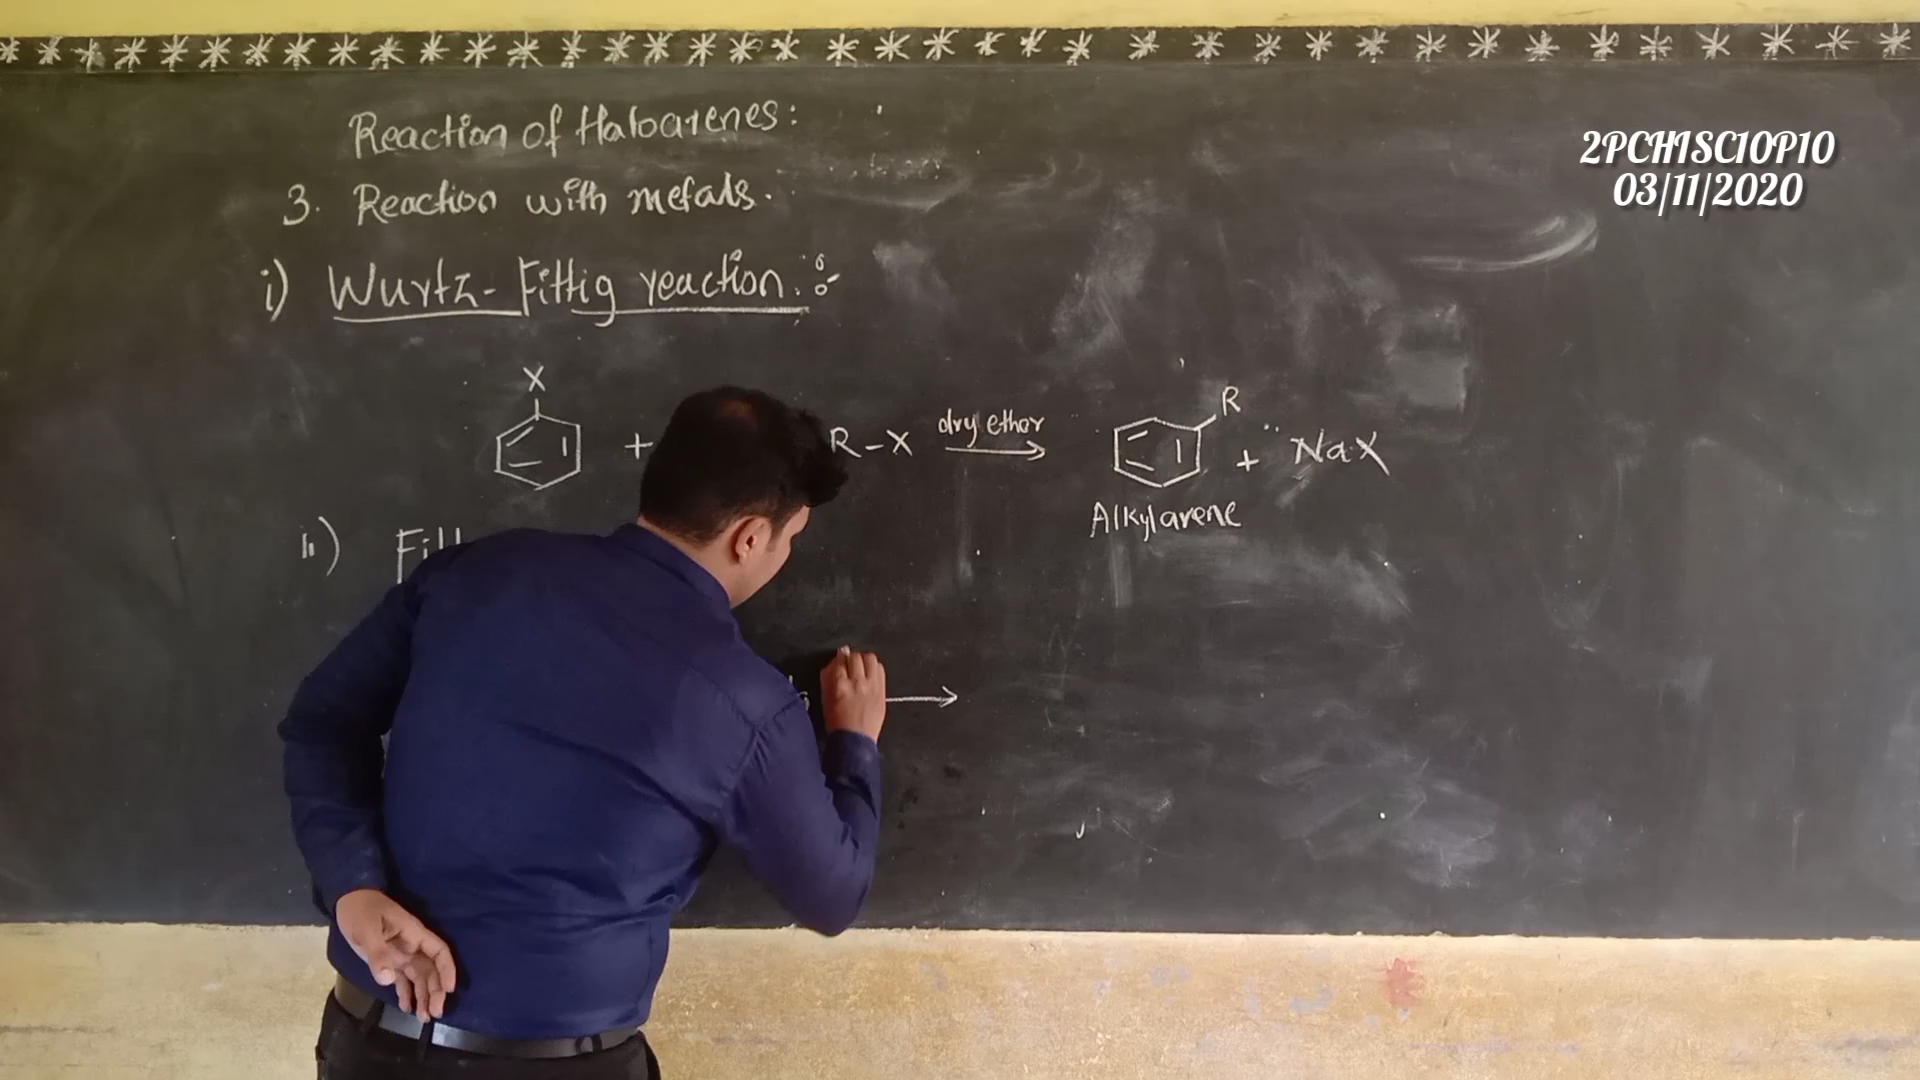 Reaction of Haloarenes:
2PCH1SC10P10
03/11/2020
3. Reaction with metals.
i) Wurtz-Fittig reaction :-
X
+ R-X dry ether R + NaX
Alkylarene
ii)